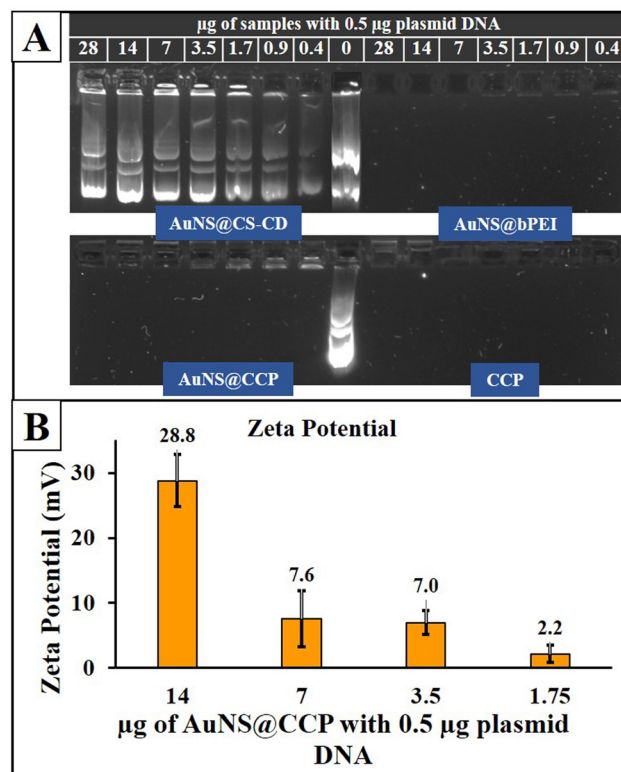 A
µg of samples with 0.5 µg plasmid DNA
28 14 7 3.5 1.7 0.9 0.4 0 28 14 7 3.5 1.7 0.9 0.4
AuNS@CS-CD AuNS@bPEI
AuNS@CCP CCP
B
Zeta Potential
28.8
7.6
7.0
2.2
Zeta Potential (mV)
30
20
10
0
14 7 3.5 1.75
µg of AuNS@CCP with 0.5 µg plasmid
DNA